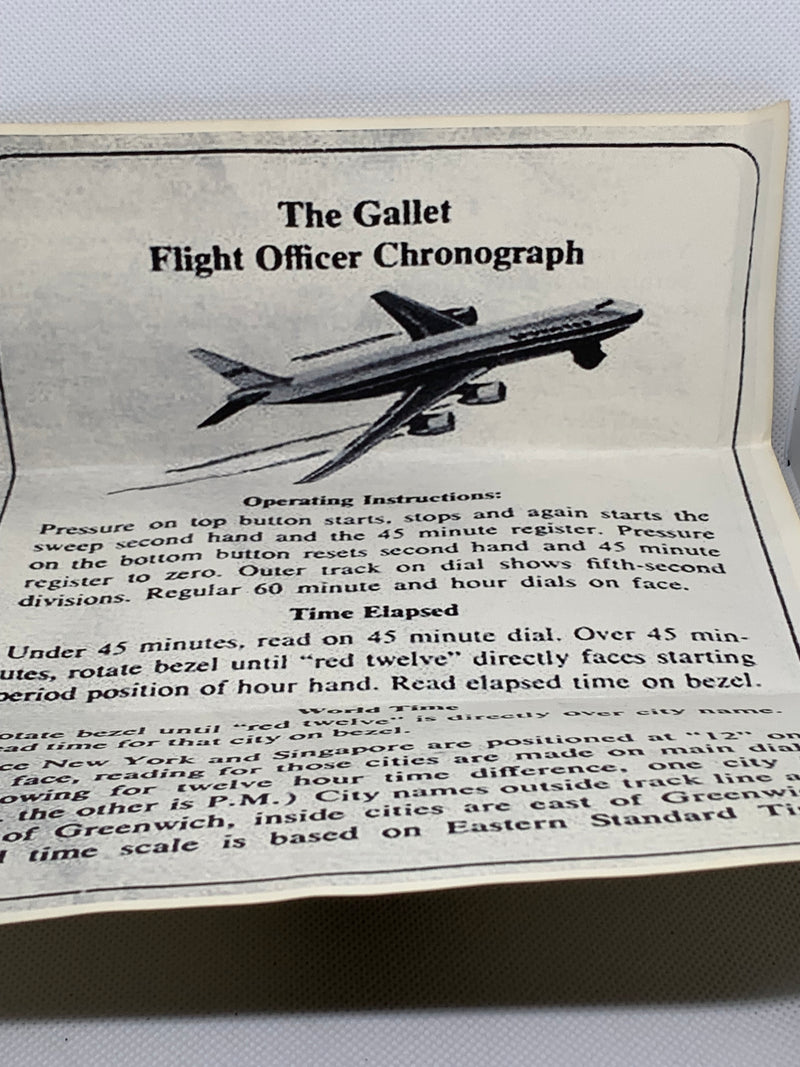 The Gallet
Flight Officer Chronograph
Operating Instructions:
Pressure on top button starts, stops and again starts the
sweep second hand and the 45 minute register. Pressure
on the bottom button resets second hand and 45 minute
register to zero. Outer track on dial shows fifth-second
divisions. Regular 60 minute and hour dials on face.
Time Elapsed
Under 45 minutes, read on 45 minute dial. Over 45 min-
utes, rotate bezel until "red twelve" directly faces starting
period position of hour hand. Read elapsed time on bezel.
World Time
otate bezel until "red twelve" is directly over city name.
ad time for that city on bezel.
ce New York and Singapore are positioned at "12" on
face, reading for those cities are made on main dial
owing for twelve hour time difference, one city
the other is P.M.) City names outside track line a
of Greenwich, inside cities are east of Greenwi
time scale is based on Eastern Standard Ti